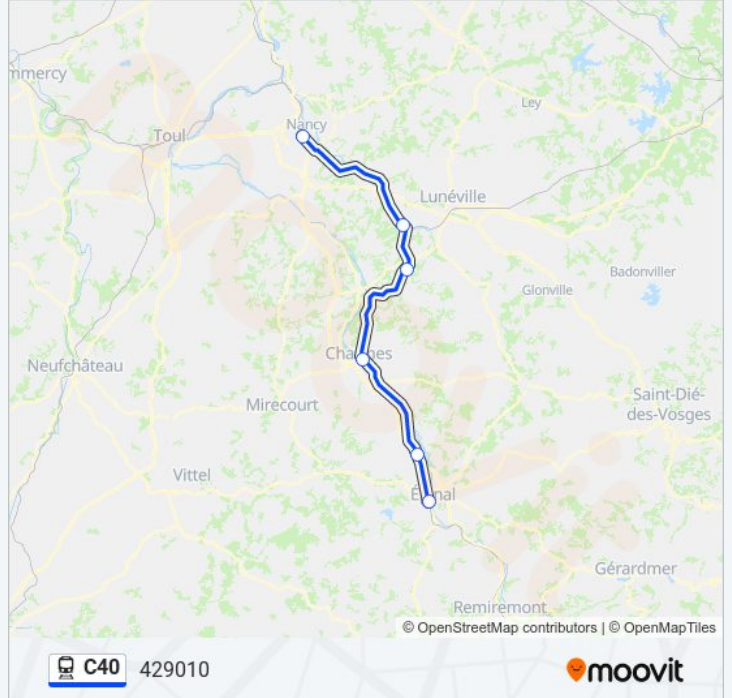 mmercy
Ley
Nancy
Toul
Lunéville
Badonviller
Glonville
Charmes
Neufchâteau
Saint-Dié-
des-Vosges
Mirecourt
Vittel
Épinal
Gérardmer
Remiremont
© OpenStreetMap contributors | © OpenMapTiles
C40 429010
moovit